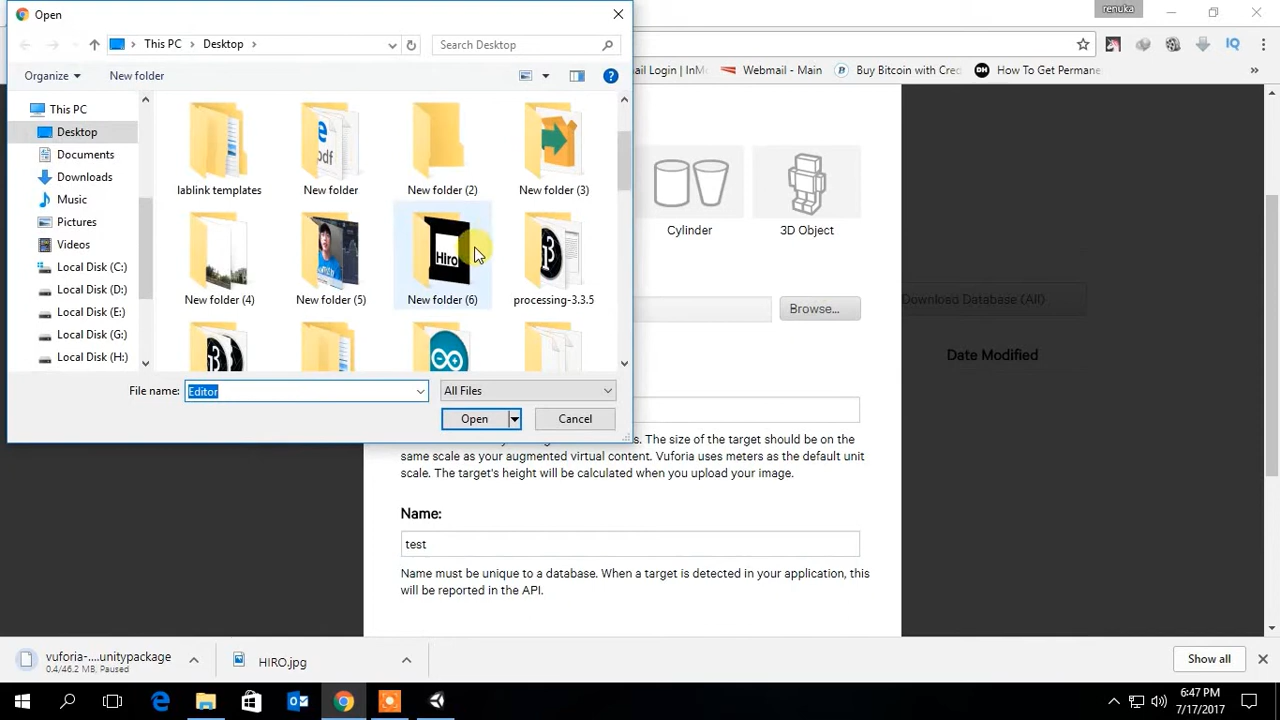 Open
renuka
This PC
Desktop
Search Desktop
Organize
New folder
ail Login | InM
Webmail - Main
Buy Bitcoin with Cred
DH
How To Get Permane
IQ
»
This PC
Desktop
Documents
Downloads
Music
Pictures
Videos
Local Disk (C:)
Local Disk (D:)
Local Disk (E:)
Local Disk (G:)
Local Disk (H:)
lablink templates
New folder
New folder (2)
New folder (3)
Hiro
New folder (4)
New folder (5)
New folder (6)
processing-3.3.5
File name:
Editor
All Files
Open
Cancel
Cylinder
3D Object
Browse...
Download Database (All)
Date Modified
s. The size of the target should be on the
same scale as your augmented virtual content. Vuforia uses meters as the default unit
scale. The target's height will be calculated when you upload your image.
Name:
test
Name must be unique to a database. When a target is detected in your application, this
will be reported in the API.
vuforia-....unitypackage
0.4/46.2 MB, Paused
HIRO.jpg
Show all
6:47 PM
7/17/2017